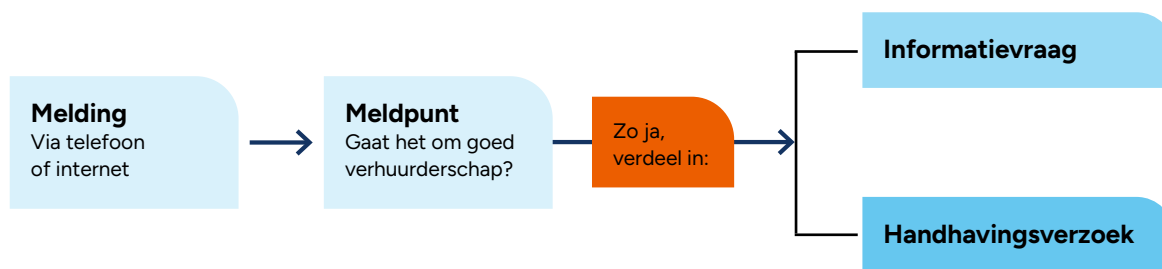 Melding
Via telefoon
of internet
Meldpunt
Gaat het om goed
verhuurderschap?
Zo ja,
verdeel in:
Informatievraag
Handhavingsverzoek